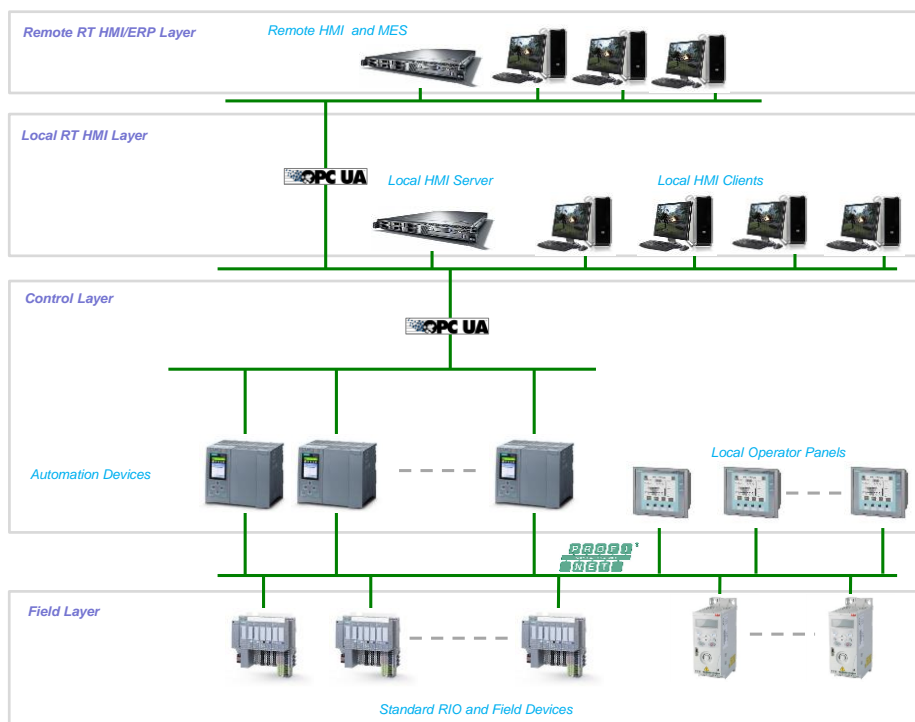 Remote RT HMI/ERP Layer
Remote HMI and MES
Local RT HMI Layer
OPC UA
Local HMI Server
Local HMI Clients
Control Layer
OPC UA
Automation Devices
Local Operator Panels
PROFI
NET
Field Layer
Standard RIO and Field Devices